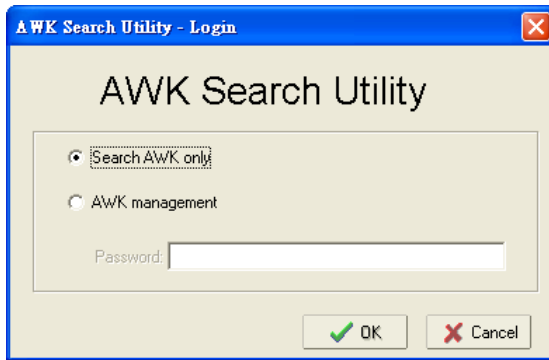 AWK Search Utility - Login
AWK Search Utility
Search AWK only
AWK management
Password:
OK
Cancel